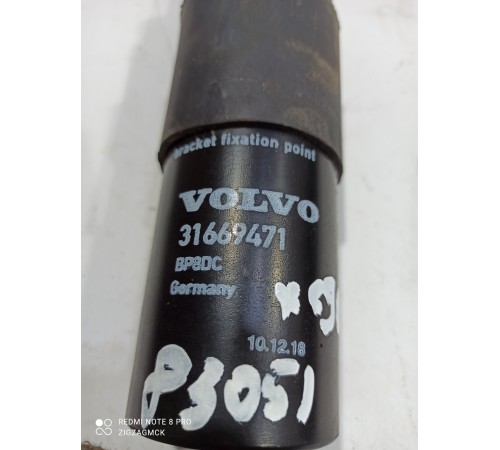 bracket fixation point
VOLVO
31669471
BP8DC
Germany
10.12.18
P3051
REDMI NOTE 8 PRO
ZIGZAGMCK